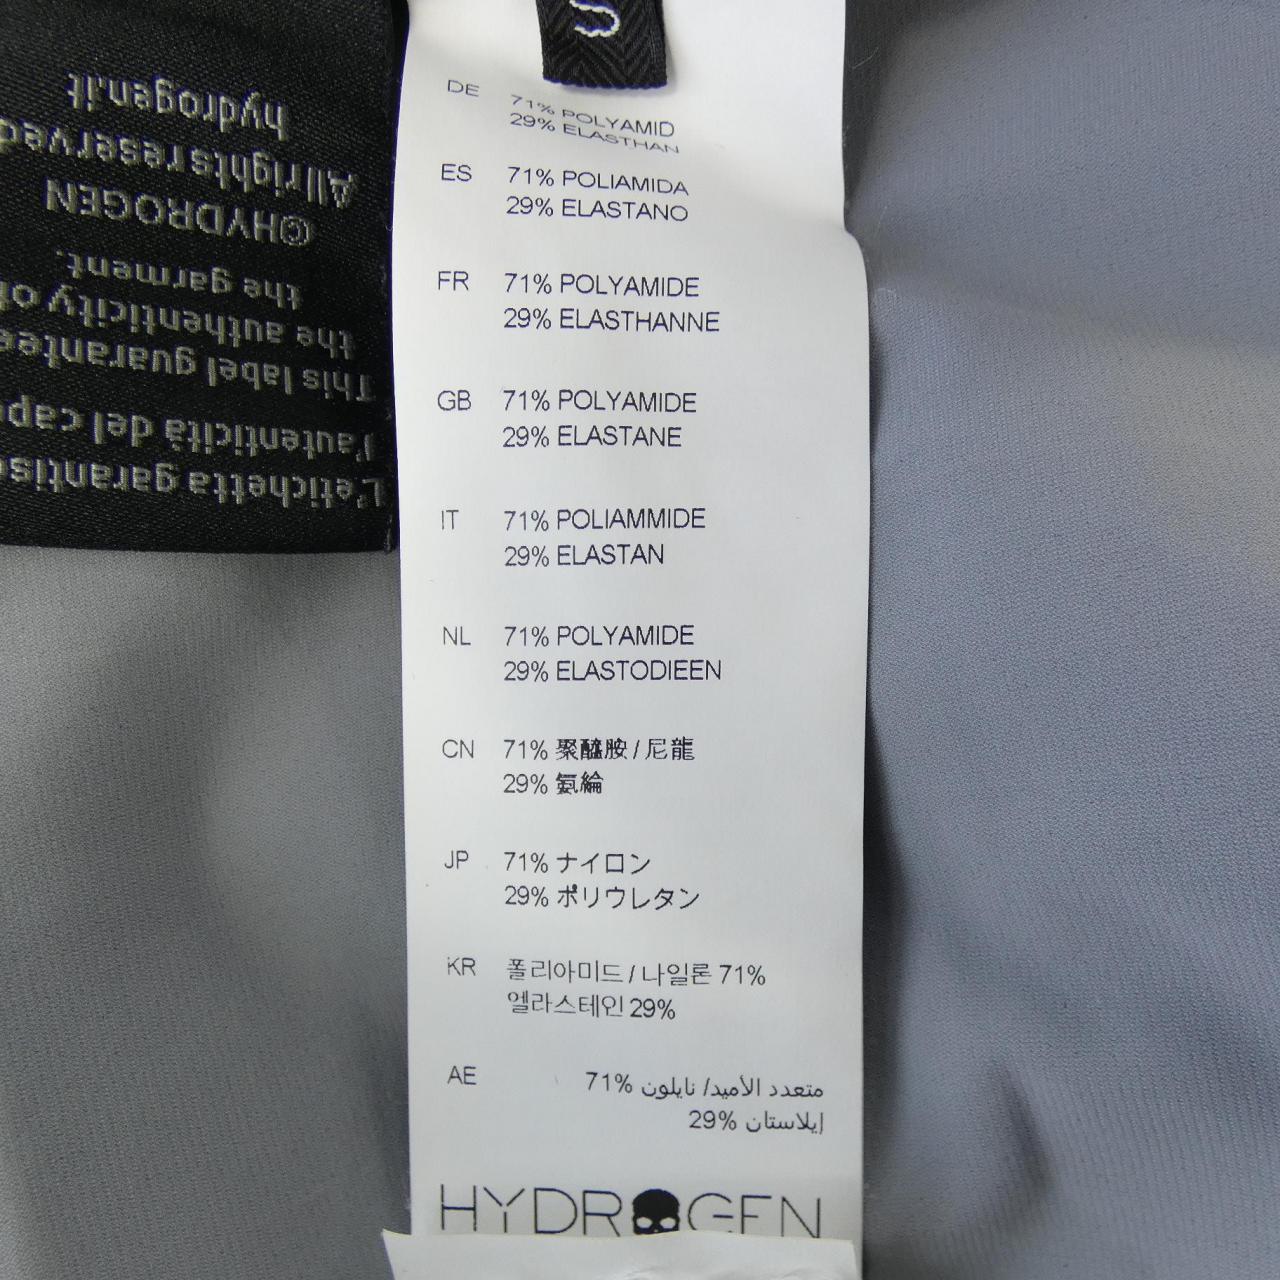 S
DE 71% POLYAMID
29% ELASTHAN
ES 71% POLIAMIDA
29% ELASTANO
FR 71% POLYAMIDE
29% ELASTHANNE
GB 71% POLYAMIDE
29% ELASTANE
IT 71% POLIAMMIDE
29% ELASTAN
NL 71% POLYAMIDE
29% ELASTODIEEN
CN 71% 聚醯胺 / 尼龍
29% 氨綸
JP 71% ナイロン
29% ポリウレタン
KR 폴리아미드 / 나일론 71%
엘라스테인 29%
AE متعدد الأميد/ نايلون 71%
إيلاستان 29%
HYDROGEN
L'etichetta garantisc
l'autenticità del capo
This label guarantee
the authenticity of
the garment.
©HYDROGEN
All rights reserved
hydrogen.it